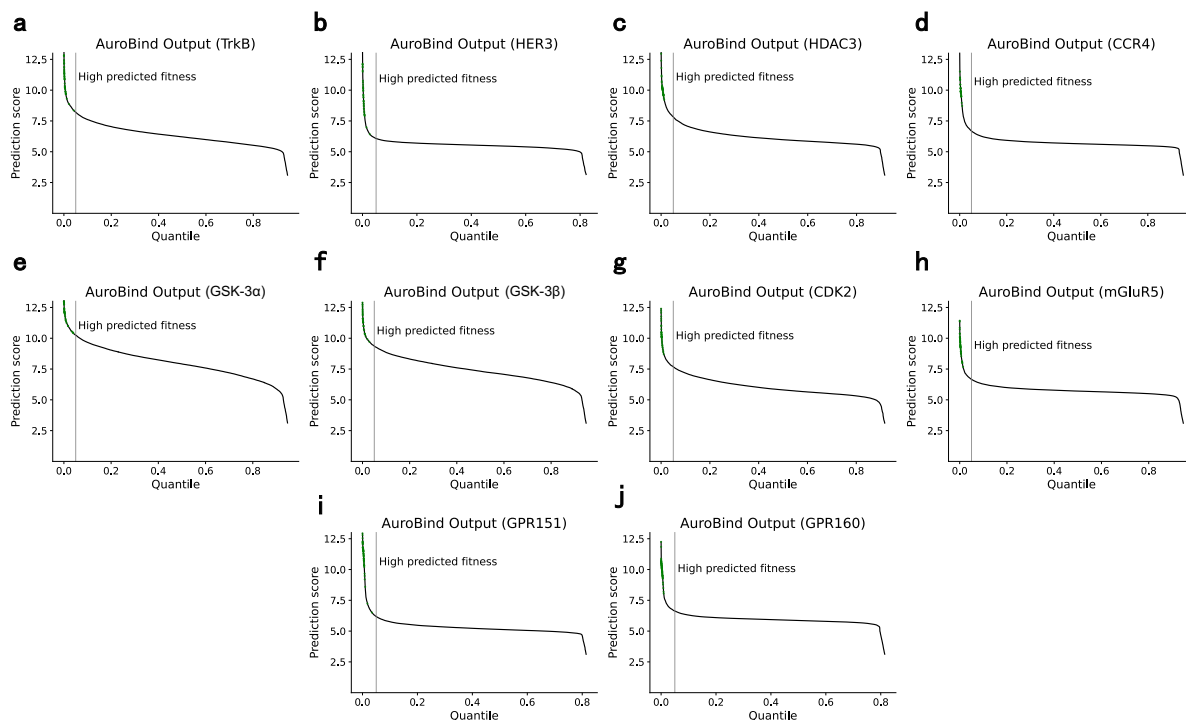 a
AuroBind Output (TrkB)
High predicted fitness
Prediction score
12.5
10.0
7.5
5.0
2.5
0.0 0.2 0.4 0.6 0.8
Quantile
b
AuroBind Output (HER3)
High predicted fitness
Prediction score
12.5
10.0
7.5
5.0
2.5
0.0 0.2 0.4 0.6 0.8
Quantile
c
AuroBind Output (HDAC3)
High predicted fitness
Prediction score
12.5
10.0
7.5
5.0
2.5
0.0 0.2 0.4 0.6 0.8
Quantile
d
AuroBind Output (CCR4)
High predicted fitness
Prediction score
12.5
10.0
7.5
5.0
2.5
0.0 0.2 0.4 0.6 0.8
Quantile
e
AuroBind Output (GSK-3α)
High predicted fitness
Prediction score
12.5
10.0
7.5
5.0
2.5
0.0 0.2 0.4 0.6 0.8
Quantile
f
AuroBind Output (GSK-3β)
High predicted fitness
Prediction score
12.5
10.0
7.5
5.0
2.5
0.0 0.2 0.4 0.6 0.8
Quantile
g
AuroBind Output (CDK2)
High predicted fitness
Prediction score
12.5
10.0
7.5
5.0
2.5
0.0 0.2 0.4 0.6 0.8
Quantile
h
AuroBind Output (mGluR5)
High predicted fitness
Prediction score
12.5
10.0
7.5
5.0
2.5
0.0 0.2 0.4 0.6 0.8
Quantile
i
AuroBind Output (GPR151)
High predicted fitness
Prediction score
12.5
10.0
7.5
5.0
2.5
0.0 0.2 0.4 0.6 0.8
Quantile
j
AuroBind Output (GPR160)
High predicted fitness
Prediction score
12.5
10.0
7.5
5.0
2.5
0.0 0.2 0.4 0.6 0.8
Quantile